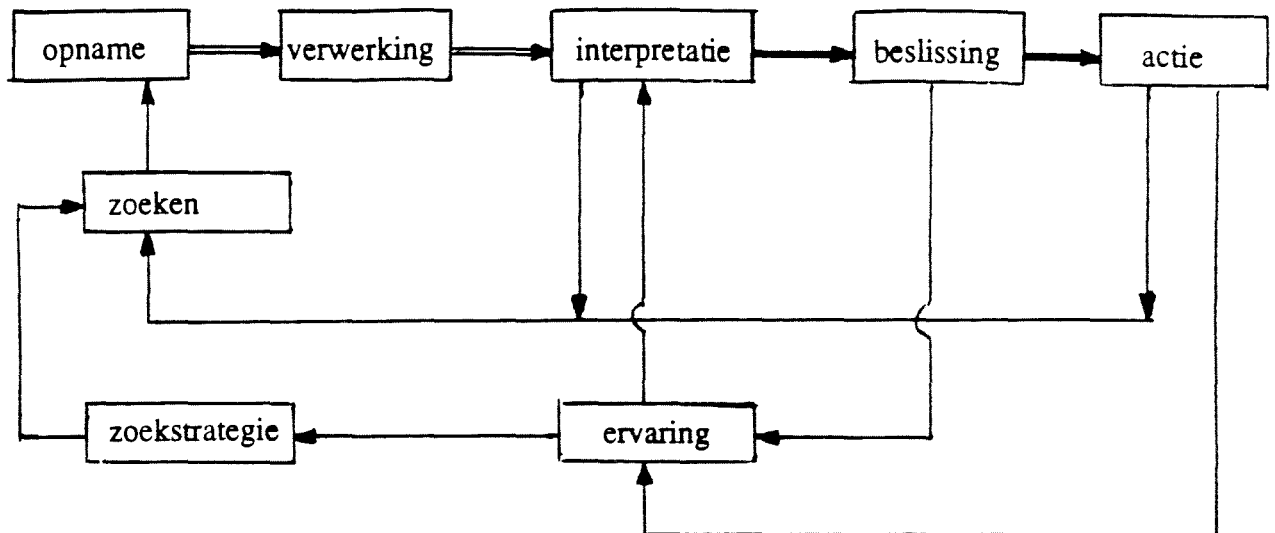 opname
verwerking
interpretatie
beslissing
actie
zoeken
zoekstrategie
ervaring